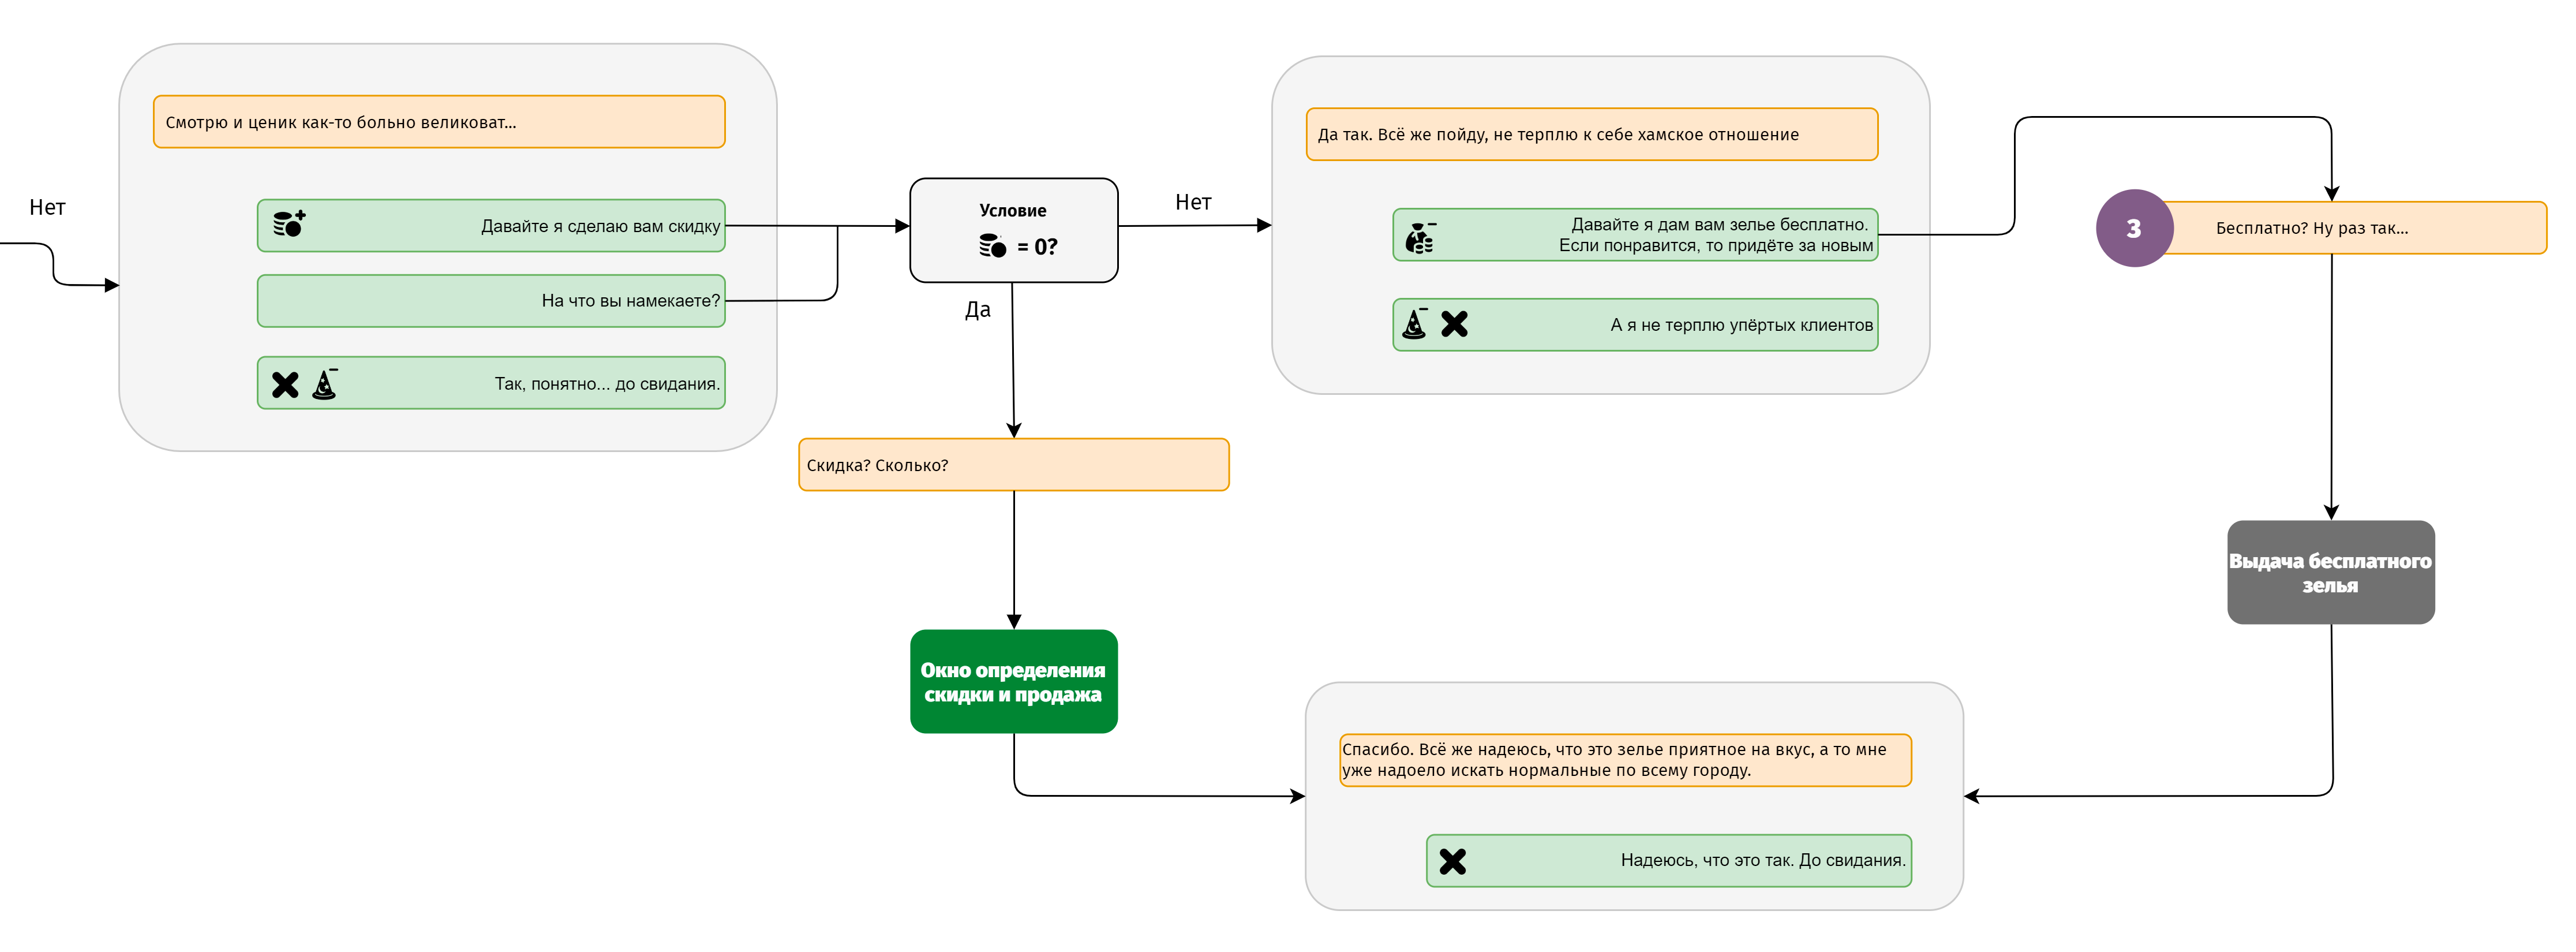 Нет
Смотрю и ценик как-то больно великоват...
Давайте я сделаю вам скидку
На что вы намекаете?
Так, понятно... до свидания.
Условие
= 0?
Нет
Да
Скидка? Сколько?
Окно определения
скидки и продажа
Да так. Всё же пойду, не терплю к себе хамское отношение
Давайте я дам вам зелье бесплатно.
Если понравится, то придёте за новым
А я не терплю упёртых клиентов
3
Бесплатно? Ну раз так...
Выдача бесплатного
зелья
Спасибо. Всё же надеюсь, что это зелье приятное на вкус, а то мне
уже надоело искать нормальные по всему городу.
Надеюсь, что это так. До свидания.